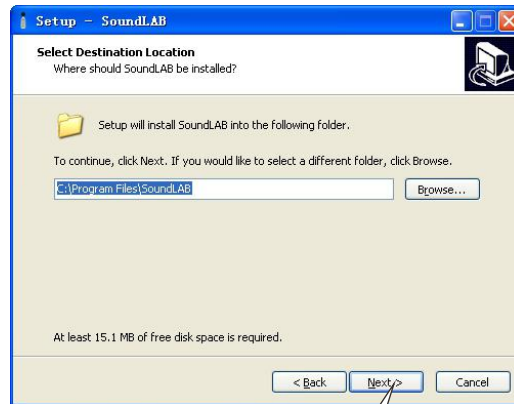 Setup - SoundLAB
Select Destination Location
Where should SoundLAB be installed?
Setup will install SoundLAB into the following folder.
To continue, click Next. If you would like to select a different folder, click Browse.
C:\Program Files\SoundLAB
Browse...
At least 15.1 MB of free disk space is required.
< Back
Next >
Cancel